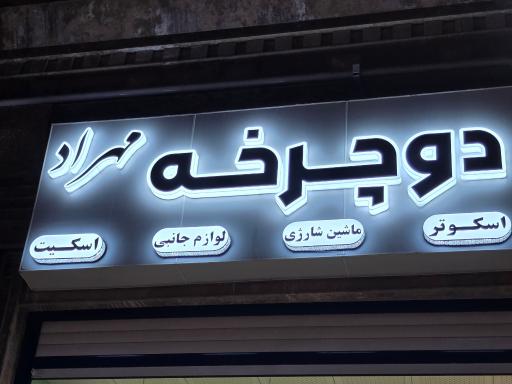 دوچرخه مهراد
اسکوتر ماشین شارژی لوازم جانبی اسکیت